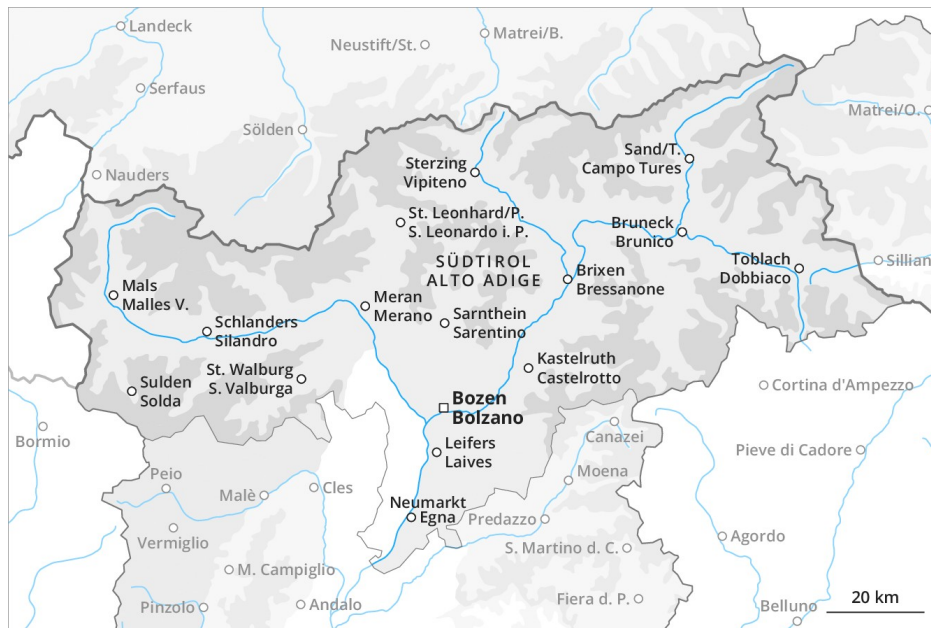 Landeck
Neustift/St.
Matrei/B.
Serfaus
Matrei/O.
Sölden
Nauders
Sterzing
Vipiteno
Sand/T.
Campo Tures
St. Leonhard/P.
S. Leonardo i. P.
Bruneck
Brunico
SÜDTIROL
ALTO ADIGE
Toblach
Dobbiaco
Sillian
Brixen
Bressanone
Mals
Malles V.
Meran
Merano
Schlanders
Silandro
Sarnthein
Sarentino
St. Walburg
S. Valburga
Kastelruth
Castelrotto
Sulden
Solda
Cortina d'Ampezzo
Bozen
Bolzano
Bormio
Canazei
Leifers
Laives
Pieve di Cadore
Peio
Moena
Malè
Cles
Neumarkt
Egna
Predazzo
Vermiglio
Agordo
S. Martino d. C.
M. Campiglio
Fiera d. P.
Pinzolo
Andalo
Belluno
20 km